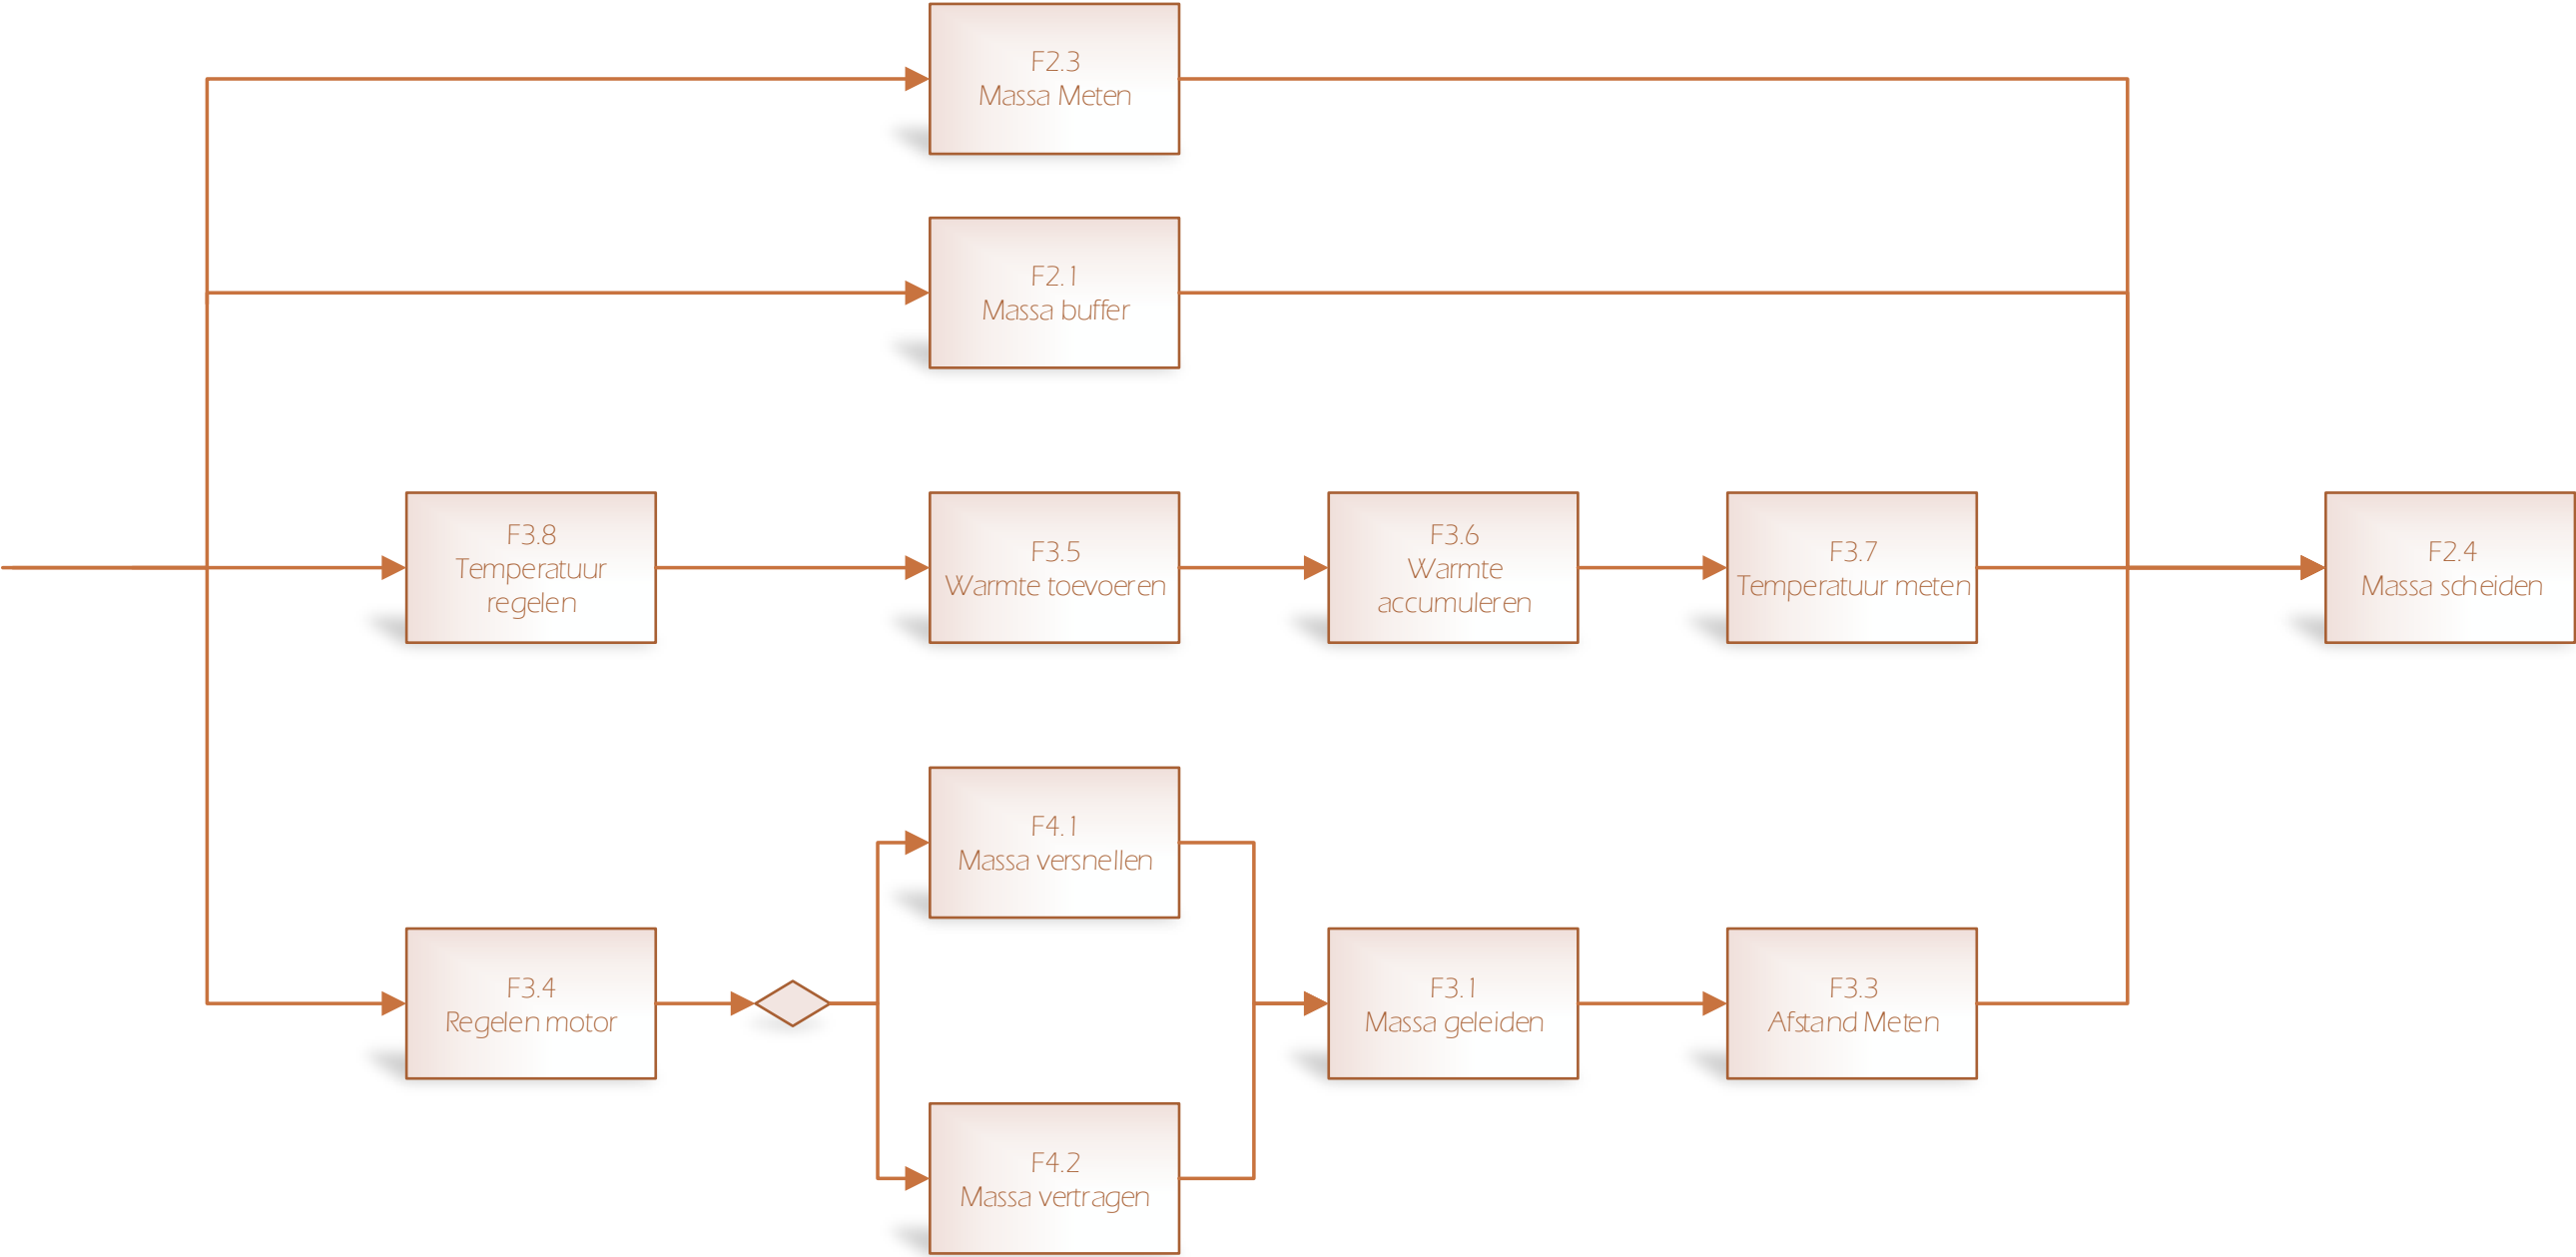 F2.3
Massa Meten
F2.1
Massa buffer
F3.8
Temperatuur
regelen
F3.5
Warmte toevoeren
F3.6
Warmte
accumuleren
F3.7
Temperatuur meten
F2.4
Massa scheiden
F4.1
Massa versnellen
F3.4
Regelen motor
F3.1
Massa geleiden
F3.3
Afstand Meten
F4.2
Massa vertragen